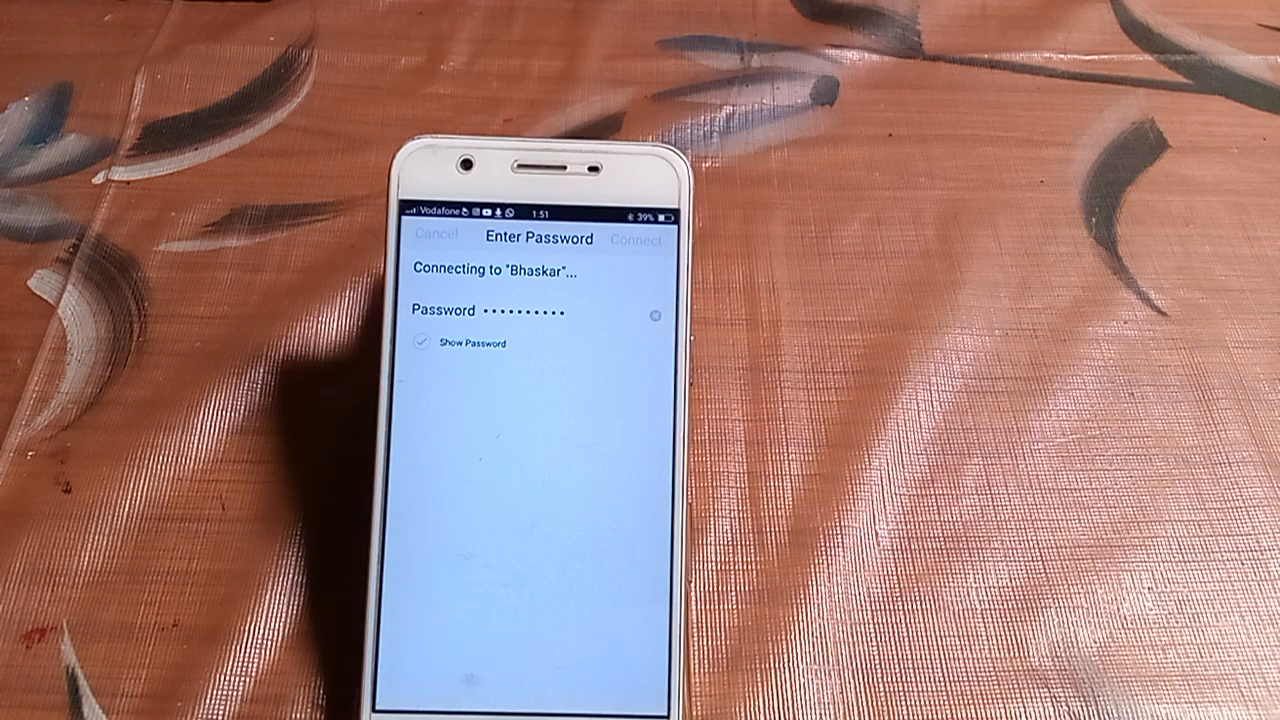 Vodafone 1:51 39%
Cancel Enter Password Connect
Connecting to "Bhaskar"...
Password ••••••••••
Show Password